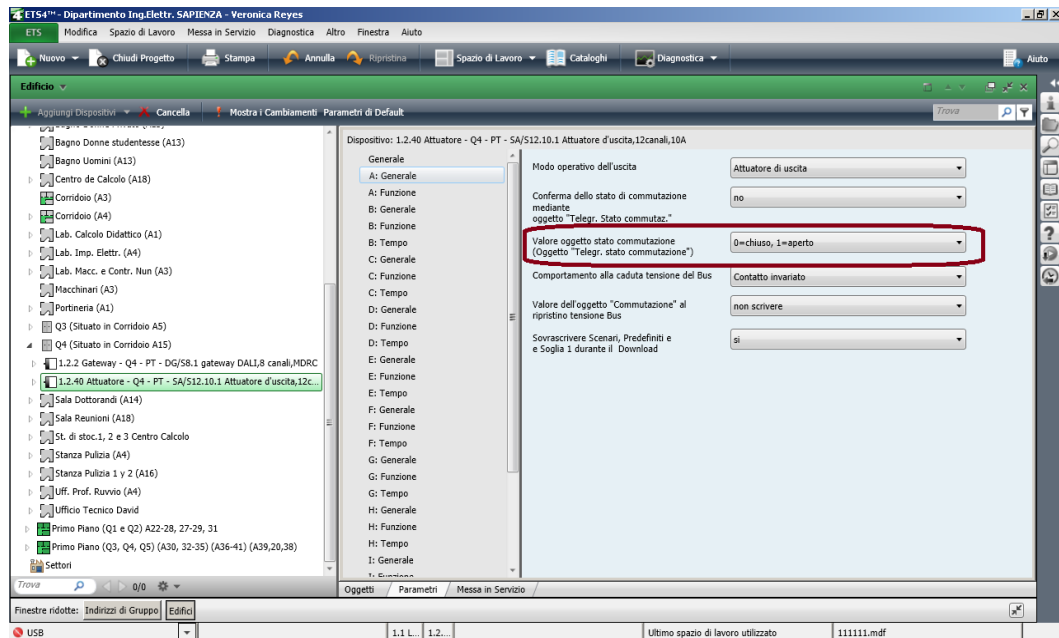 ETS4™ - Dipartimento Ing.Elettr. SAPIENZA - Veronica Reyes
ETS Modifica Spazio di Lavoro Messa in Servizio Diagnostica Altro Finestra Aiuto
Nuovo Chiudi Progetto Stampa Annulla Ripristina Spazio di Lavoro Cataloghi Diagnostica Aiuto
Edificio
Aggiungi Dispositivi Cancella Mostra i Cambiamenti Parametri di Default Trova
Bagno Donne studentesse (A13)
Bagno Uomini (A13)
Centro de Calcolo (A18)
Corridoio (A3)
Corridoio (A4)
Lab. Calcolo Didattico (A1)
Lab. Imp. Elettr. (A4)
Lab. Macc. e Contr. Nun (A3)
Macchinari (A3)
Portineria (A1)
Q3 (Situato in Corridoio A5)
Q4 (Situato in Corridoio A15)
1.2.2 Gateway - Q4 - PT - DG/S8.1 gateway DALI,8 canali,MDRC
1.2.40 Attuatore - Q4 - PT - SA/S12.10.1 Attuatore d'uscita,12c...
Sala Dottorandi (A14)
Sala Reunioni (A18)
St. di stoc.1, 2 e 3 Centro Calcolo
Stanza Pulizia (A4)
Stanza Pulizia 1 y 2 (A16)
Uff. Prof. Ruvvio (A4)
Ufficio Tecnico David
Primo Piano (Q1 e Q2) A22-28, 27-29, 31
Primo Piano (Q3, Q4, Q5) (A30, 32-35) (A36-41) (A39,20,38)
Settori
Trova 0/0
Dispositivo: 1.2.40 Attuatore - Q4 - PT - SA/S12.10.1 Attuatore d'uscita,12canali,10A
Generale
A: Generale
A: Funzione
B: Generale
B: Funzione
B: Tempo
C: Generale
C: Funzione
C: Tempo
D: Generale
D: Funzione
D: Tempo
E: Generale
E: Funzione
E: Tempo
F: Generale
F: Funzione
F: Tempo
G: Generale
G: Funzione
G: Tempo
H: Generale
H: Funzione
H: Tempo
I: Generale
I: Funzione
Modo operativo dell'uscita Attuatore di uscita
Conferma dello stato di commutazione
mediante
oggetto "Telegr. Stato commutaz." no
Valore oggetto stato commutazione
(Oggetto "Telegr. stato commutazione") 0=chiuso, 1=aperto
Comportamento alla caduta tensione del Bus Contatto invariato
Valore dell'oggetto "Commutazione" al
ripristino tensione Bus non scrivere
Sovrascrivere Scenari, Predefiniti e
e Soglia 1 durante il Download si
Oggetti Parametri Messa in Servizio
Finestre ridotte: Indirizzi di Gruppo Edifici
USB 1.1 L... 1.2.... Ultimo spazio di lavoro utilizzato 111111.mdf